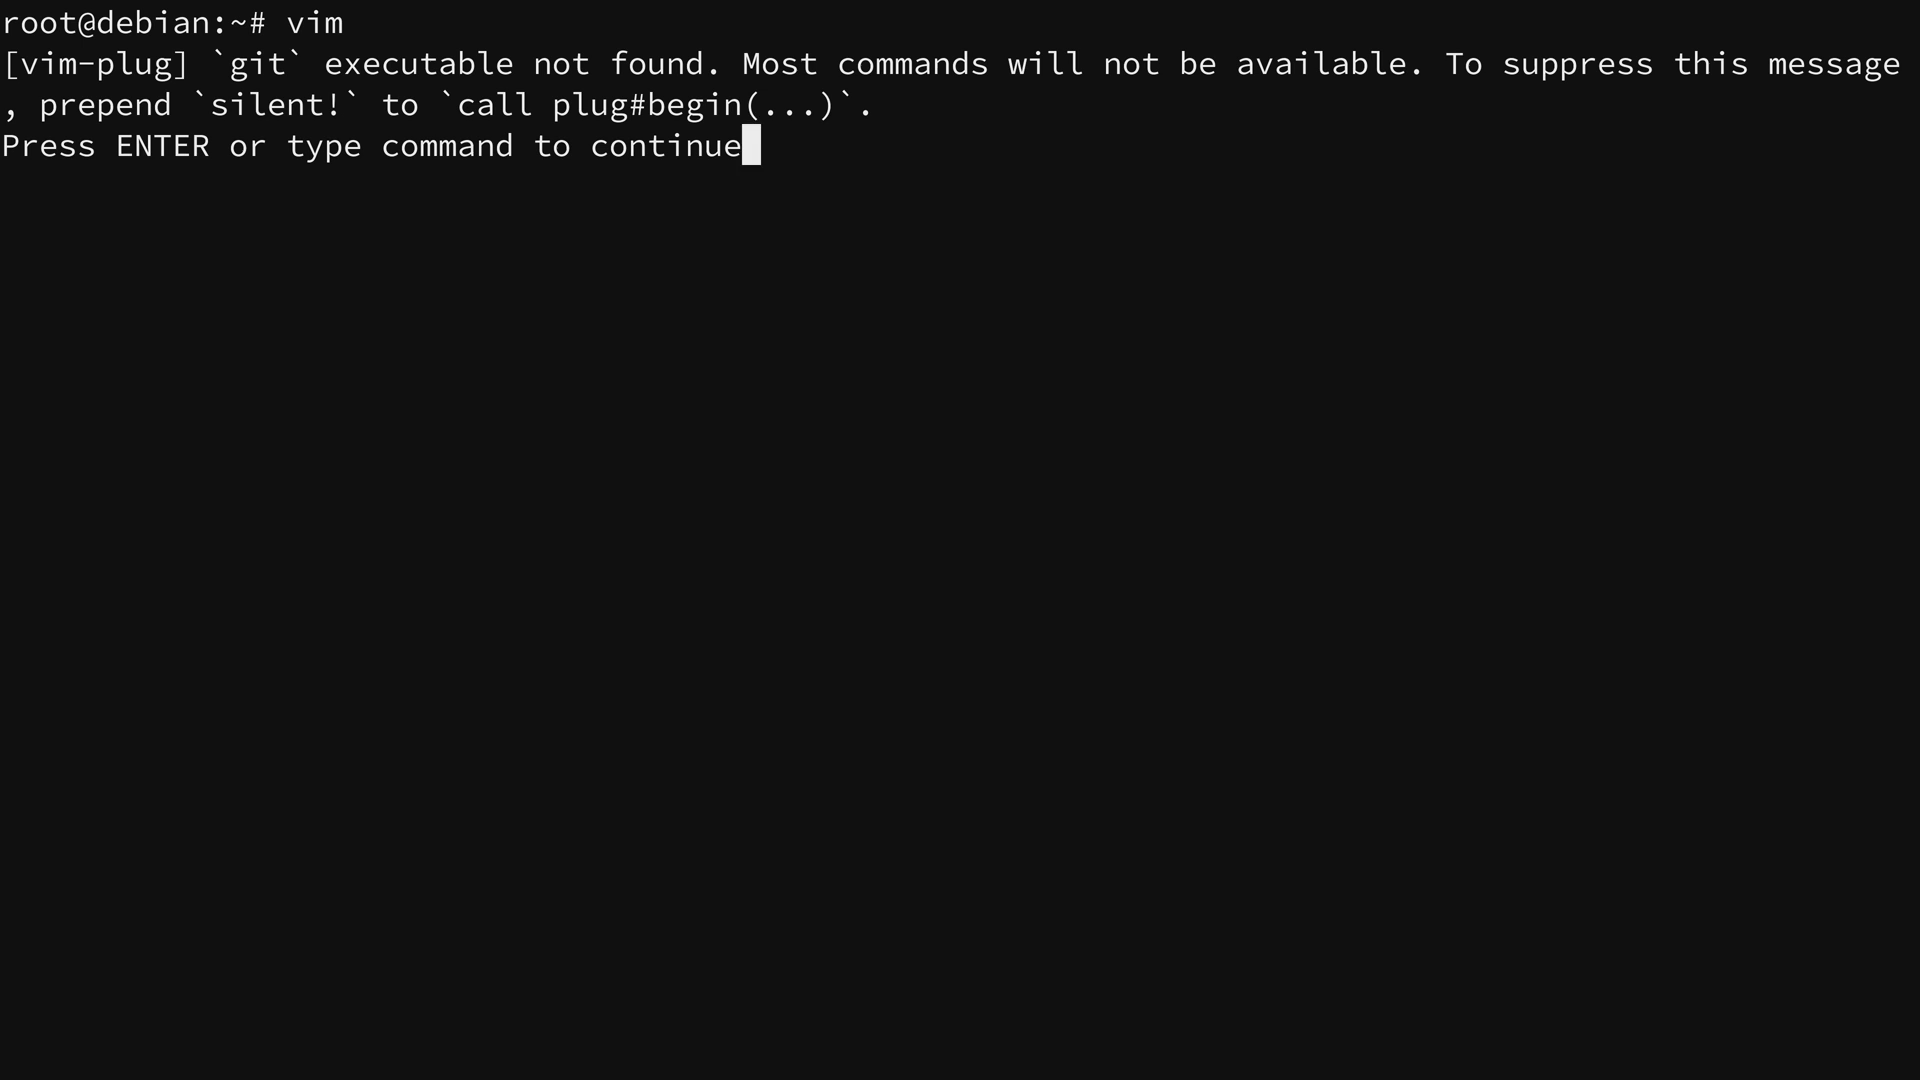 root@debian:~# vim
[vim-plug] `git` executable not found. Most commands will not be available. To suppress this message
, prepend `silent!` to `call plug#begin(...)`.
Press ENTER or type command to continue